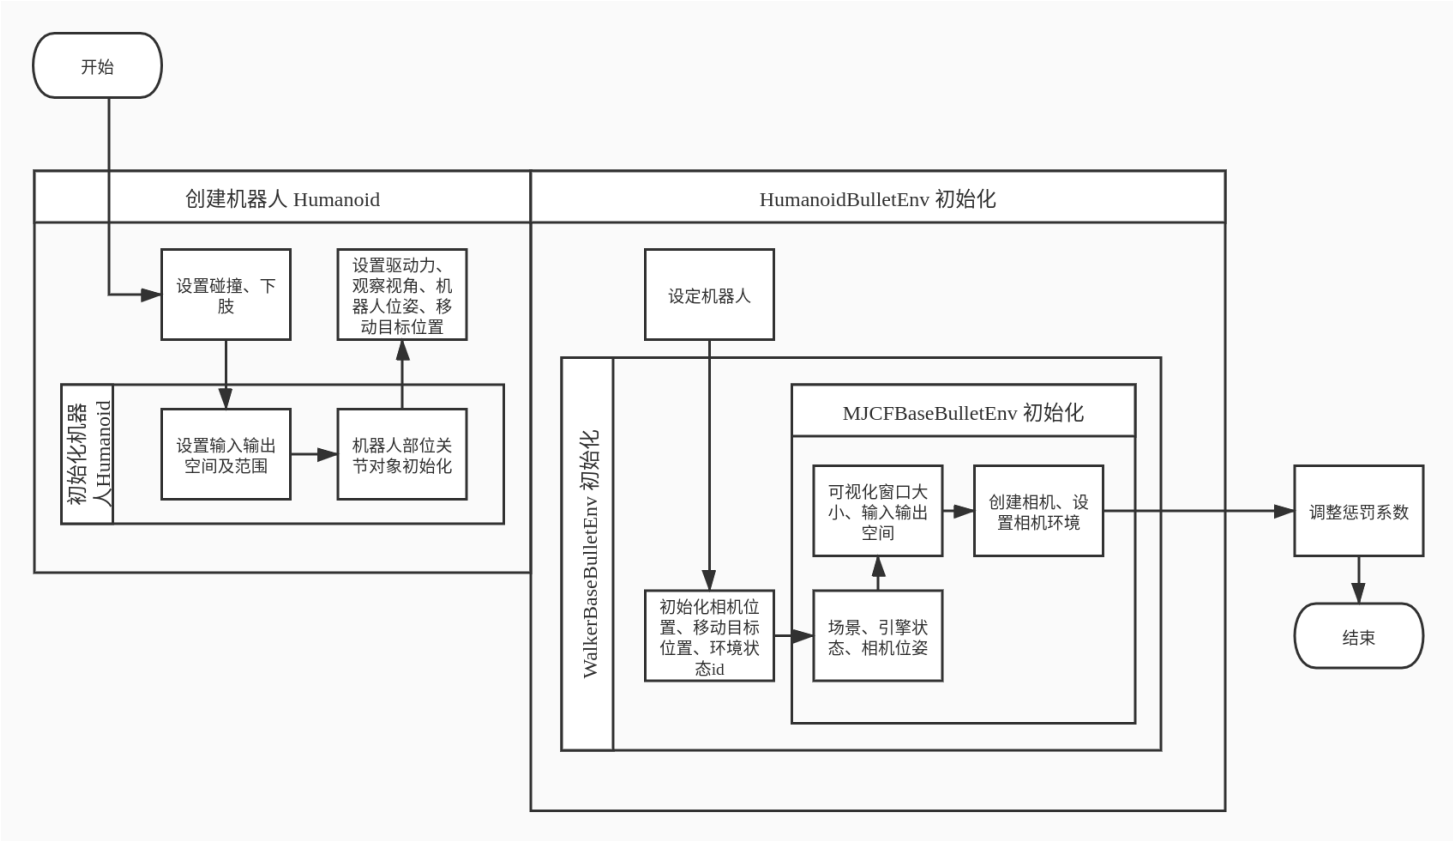 开始
创建机器人 Humanoid
HumanoidBulletEnv 初始化
设置碰撞、下
肢
设置驱动力、
观察视角、机
器人位姿、移
动目标位置
初始化机器
人Humanoid
设置输入输出
空间及范围
机器人部位关
节对象初始化
设定机器人
WalkerBaseBulletEnv 初始化
初始化相机位
置、移动目标
位置、环境状
态id
MJCFBaseBulletEnv 初始化
场景、引擎状
态、相机位姿
可视化窗口大
小、输入输出
空间
创建相机、设
置相机环境
调整惩罚系数
结束